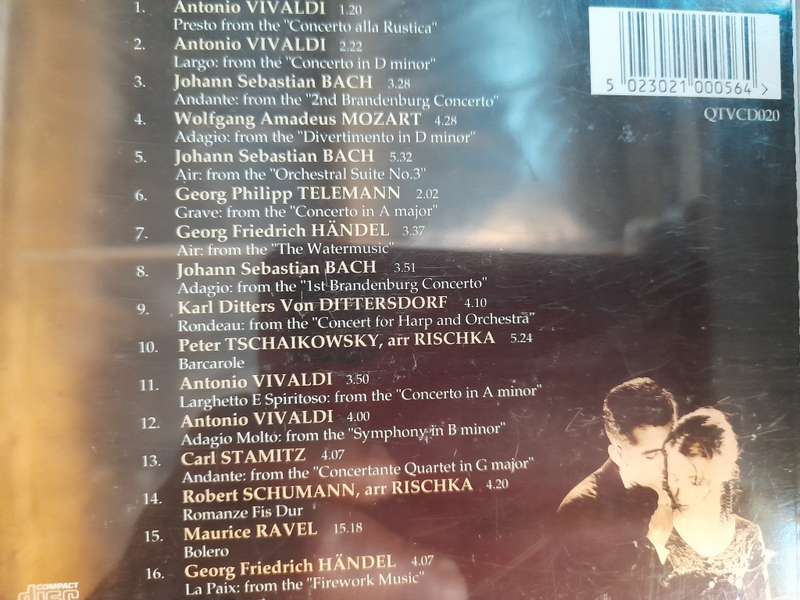 1. Antonio VIVALDI 1.20
Presto from the "Concerto alla Rustica"
2. Antonio VIVALDI 2.22
Largo: from the "Concerto in D minor"
3. Johann Sebastian BACH 3.28
Andante: from the "2nd Brandenburg Concerto"
4. Wolfgang Amadeus MOZART 4.28
Adagio: from the "Divertimento in D minor"
5. Johann Sebastian BACH 5.32
Air: from the "Orchestral Suite No.3"
6. Georg Philipp TELEMANN 2.02
Grave: from the "Concerto in A major"
7. Georg Friedrich HÄNDEL 3.37
Air: from the "The Watermusic"
8. Johann Sebastian BACH 3.51
Adagio: from the "1st Brandenburg Concerto"
9. Karl Ditters Von DITTERSDORF 4.10
Rondeau: from the "Concert for Harp and Orchestra"
10. Peter TSCHAIKOWSKY, arr RISCHKA 5.24
Barcarole
11. Antonio VIVALDI 3.50
Larghetto E Spiritoso: from the "Concerto in A minor"
12. Antonio VIVALDI 4.00
Adagio Molto: from the "Symphony in B minor"
13. Carl STAMITZ 4.07
Andante: from the "Concertante Quartet in G major"
14. Robert SCHUMANN, arr RISCHKA 4.20
Romanze Fis Dur
15. Maurice RAVEL 15.18
Bolero
16. Georg Friedrich HÄNDEL 4.07
La Paix: from the "Firework Music"
5 023021 000564 >
QTVCD020
COMPACT
disc